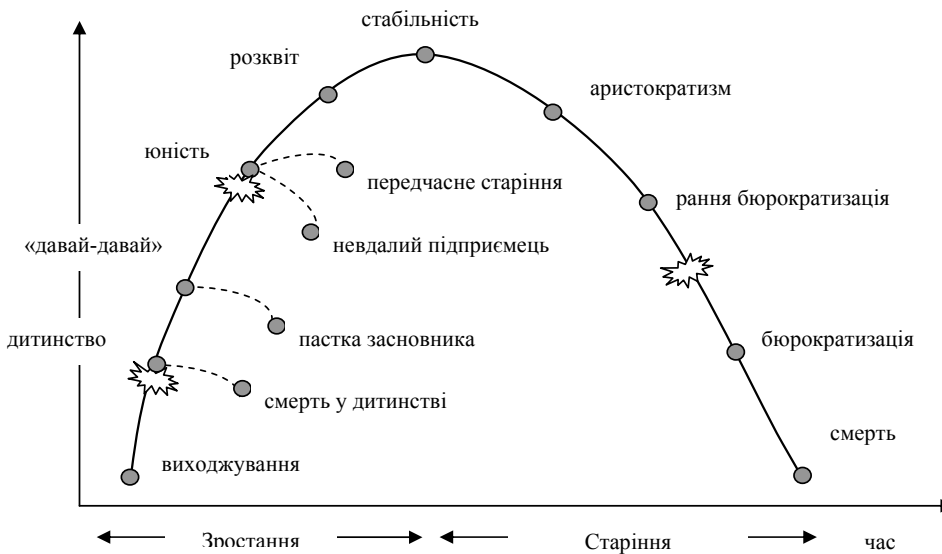 стабільність
розквіт
аристократизм
юність
передчасне старіння
рання бюрократизація
«давай-давай»
невдалий підприємець
дитинство
пастка засновника
бюрократизація
смерть у дитинстві
смерть
виходжування
Зростання
Старіння
час